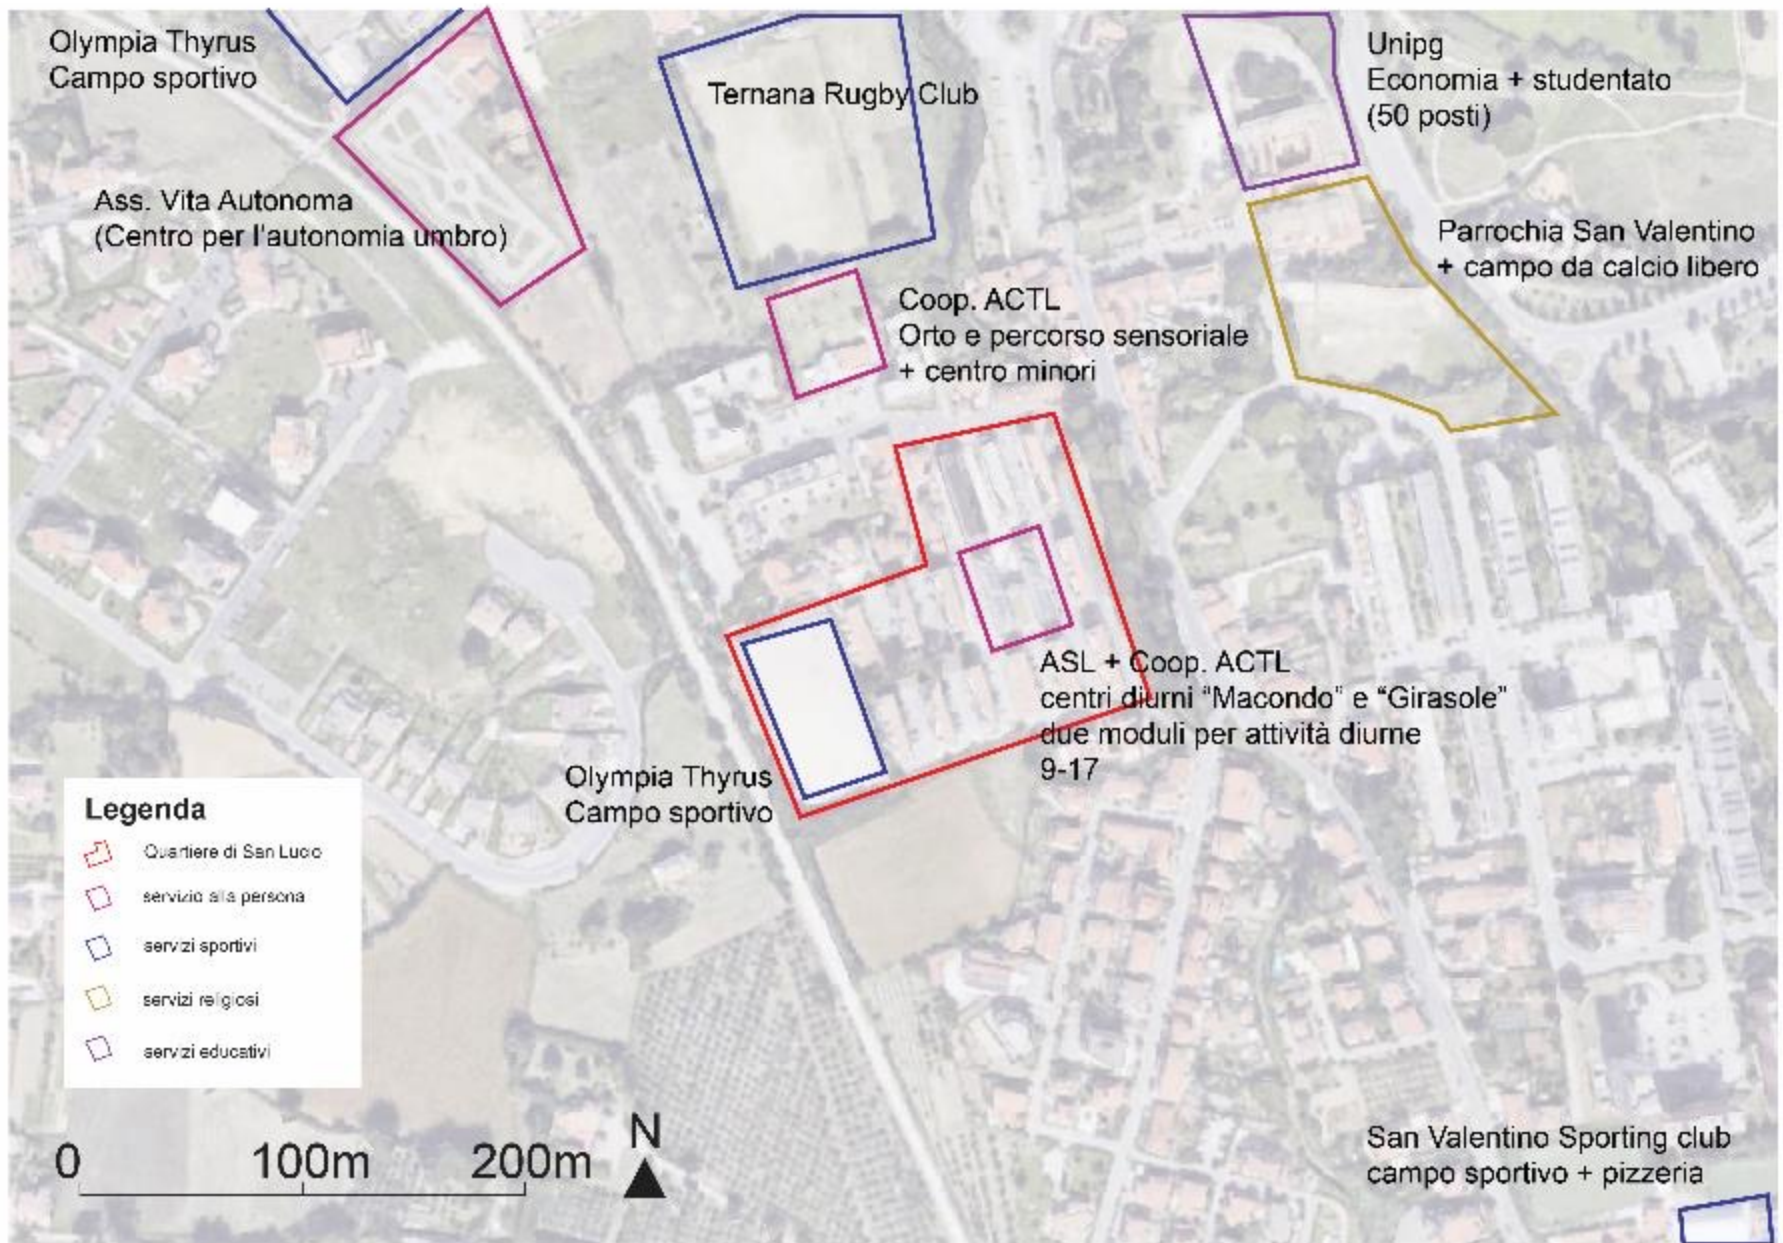 Olympia Thyrus
Campo sportivo
Ternana Rugby Club
Unipg
Economia + studentato
(50 posti)
Ass. Vita Autonoma
(Centro per l'autonomia umbro)
Parrochia San Valentino
+ campo da calcio libero
Coop. ACTL
Orto e percorso sensoriale
+ centro minori
ASL + Coop. ACTL
centri diurni “Macondo” e “Girasole”
due moduli per attività diurne
9-17
Olympia Thyrus
Campo sportivo
Legenda
Quartiere di San Lucio
servizio alla persona
servizi sportivi
servizi religiosi
servizi educativi
0 100m 200m
N
San Valentino Sporting club
campo sportivo + pizzeria